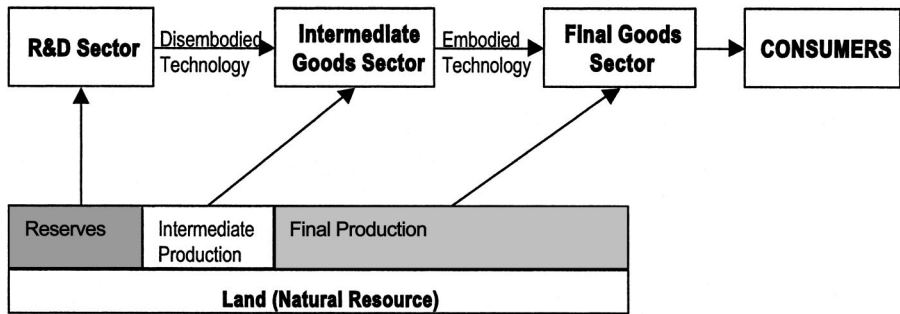 R&D Sector
Disembodied
Technology
Intermediate
Goods Sector
Embodied
Technology
Final Goods
Sector
CONSUMERS
Reserves
Intermediate
Production
Final Production
Land (Natural Resource)